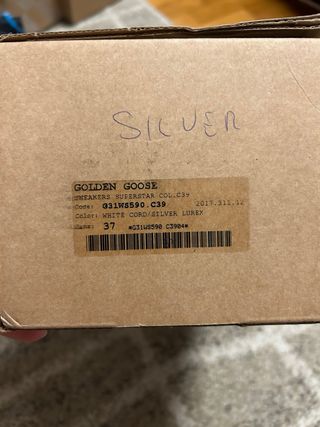 SILVER
GOLDEN GOOSE
SNEAKERS SUPERSTAR COL.C39
Code: G31WS590.C39 2017.311.12
Color: WHITE CORD/SILVER LUREX
37 *G31WS590 C3904*